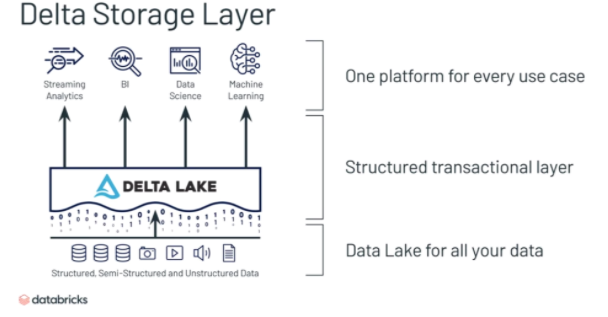 Delta Storage Layer
Streaming
Analytics
BI
Data
Science
Machine
Learning
One platform for every use case
Structured transactional layer
DELTA LAKE
Data Lake for all your data
Structured, Semi-Structured and Unstructured Data
databricks